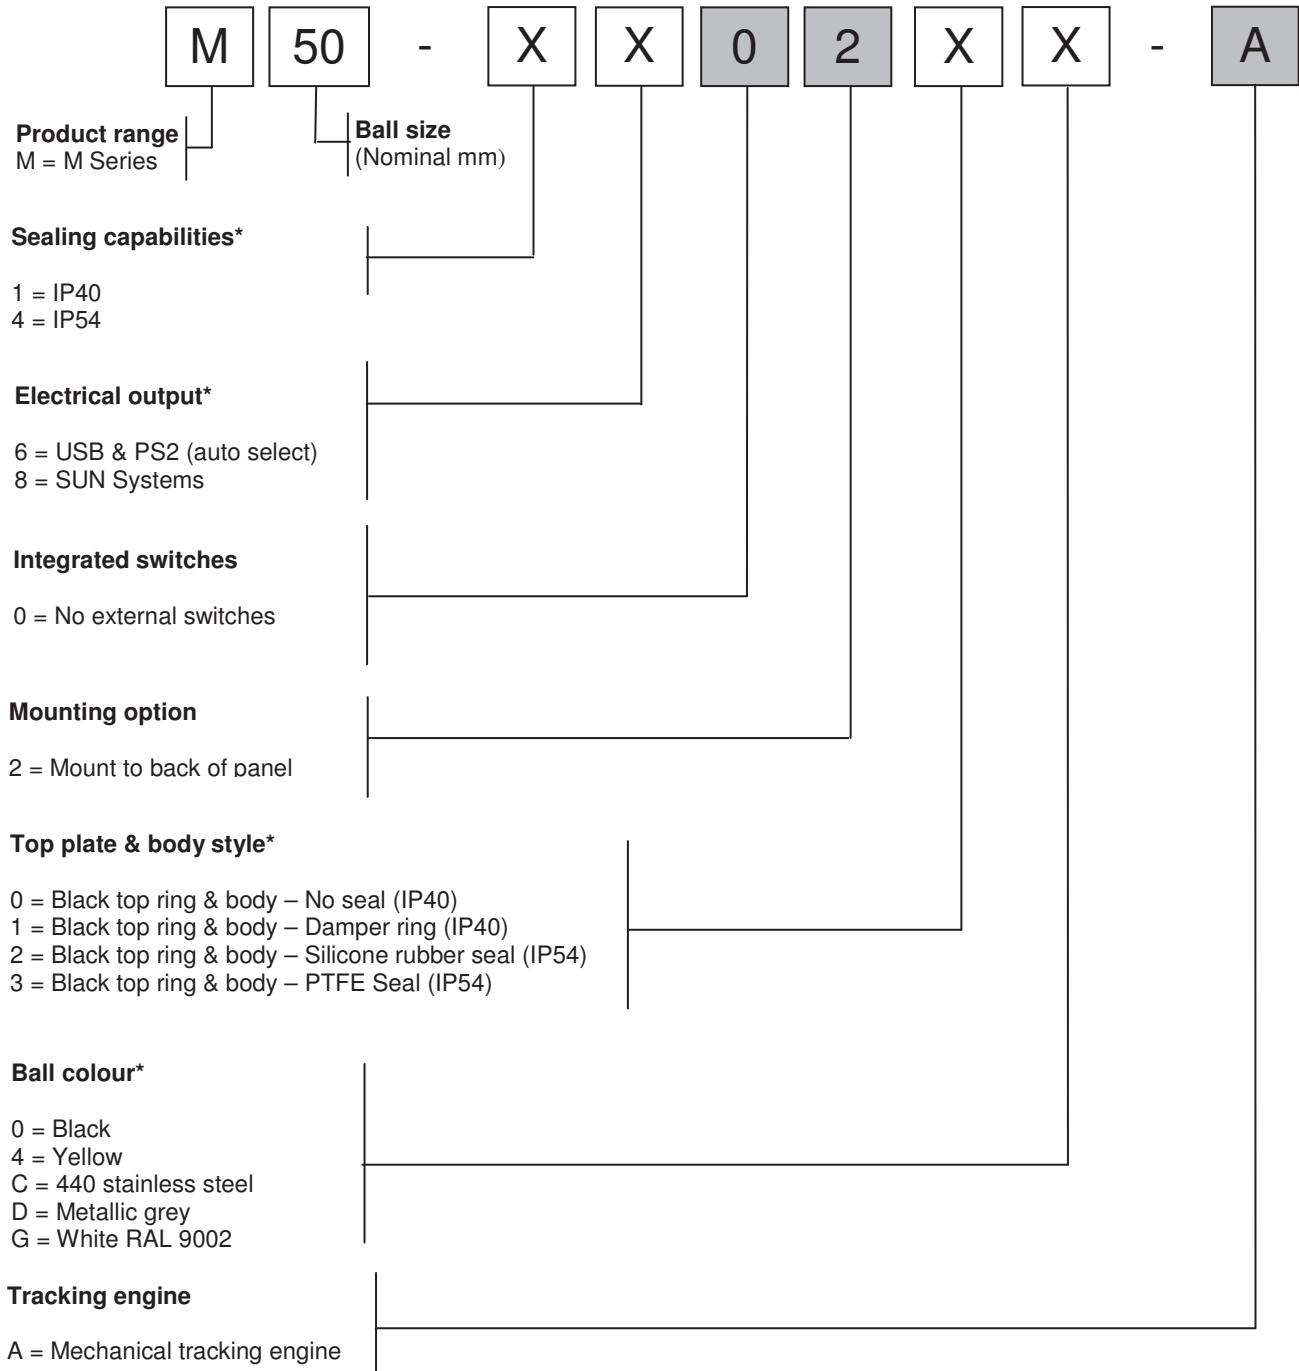 M 50 - X X 0 2 X X - A
Product range
M = M Series
Ball size
(Nominal mm)
Sealing capabilities*
1 = IP40
4 = IP54
Electrical output*
6 = USB & PS2 (auto select)
8 = SUN Systems
Integrated switches
0 = No external switches
Mounting option
2 = Mount to back of panel
Top plate & body style*
0 = Black top ring & body – No seal (IP40)
1 = Black top ring & body – Damper ring (IP40)
2 = Black top ring & body – Silicone rubber seal (IP54)
3 = Black top ring & body – PTFE Seal (IP54)
Ball colour*
0 = Black
4 = Yellow
C = 440 stainless steel
D = Metallic grey
G = White RAL 9002
Tracking engine
A = Mechanical tracking engine